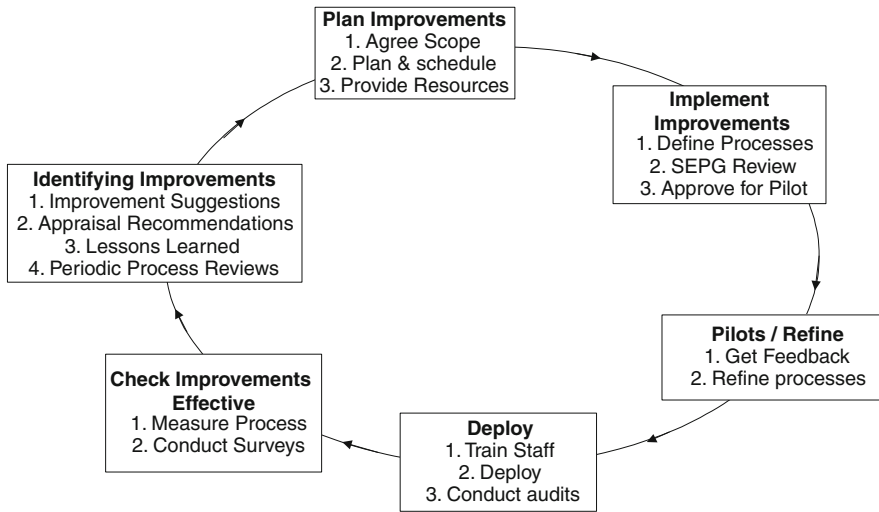 Plan Improvements
1. Agree Scope
2. Plan & schedule
3. Provide Resources
Implement
Improvements
1. Define Processes
2. SEPG Review
3. Approve for Pilot
Pilots / Refine
1. Get Feedback
2. Refine processes
Deploy
1. Train Staff
2. Deploy
3. Conduct audits
Check Improvements
Effective
1. Measure Process
2. Conduct Surveys
Identifying Improvements
1. Improvement Suggestions
2. Appraisal Recommendations
3. Lessons Learned
4. Periodic Process Reviews